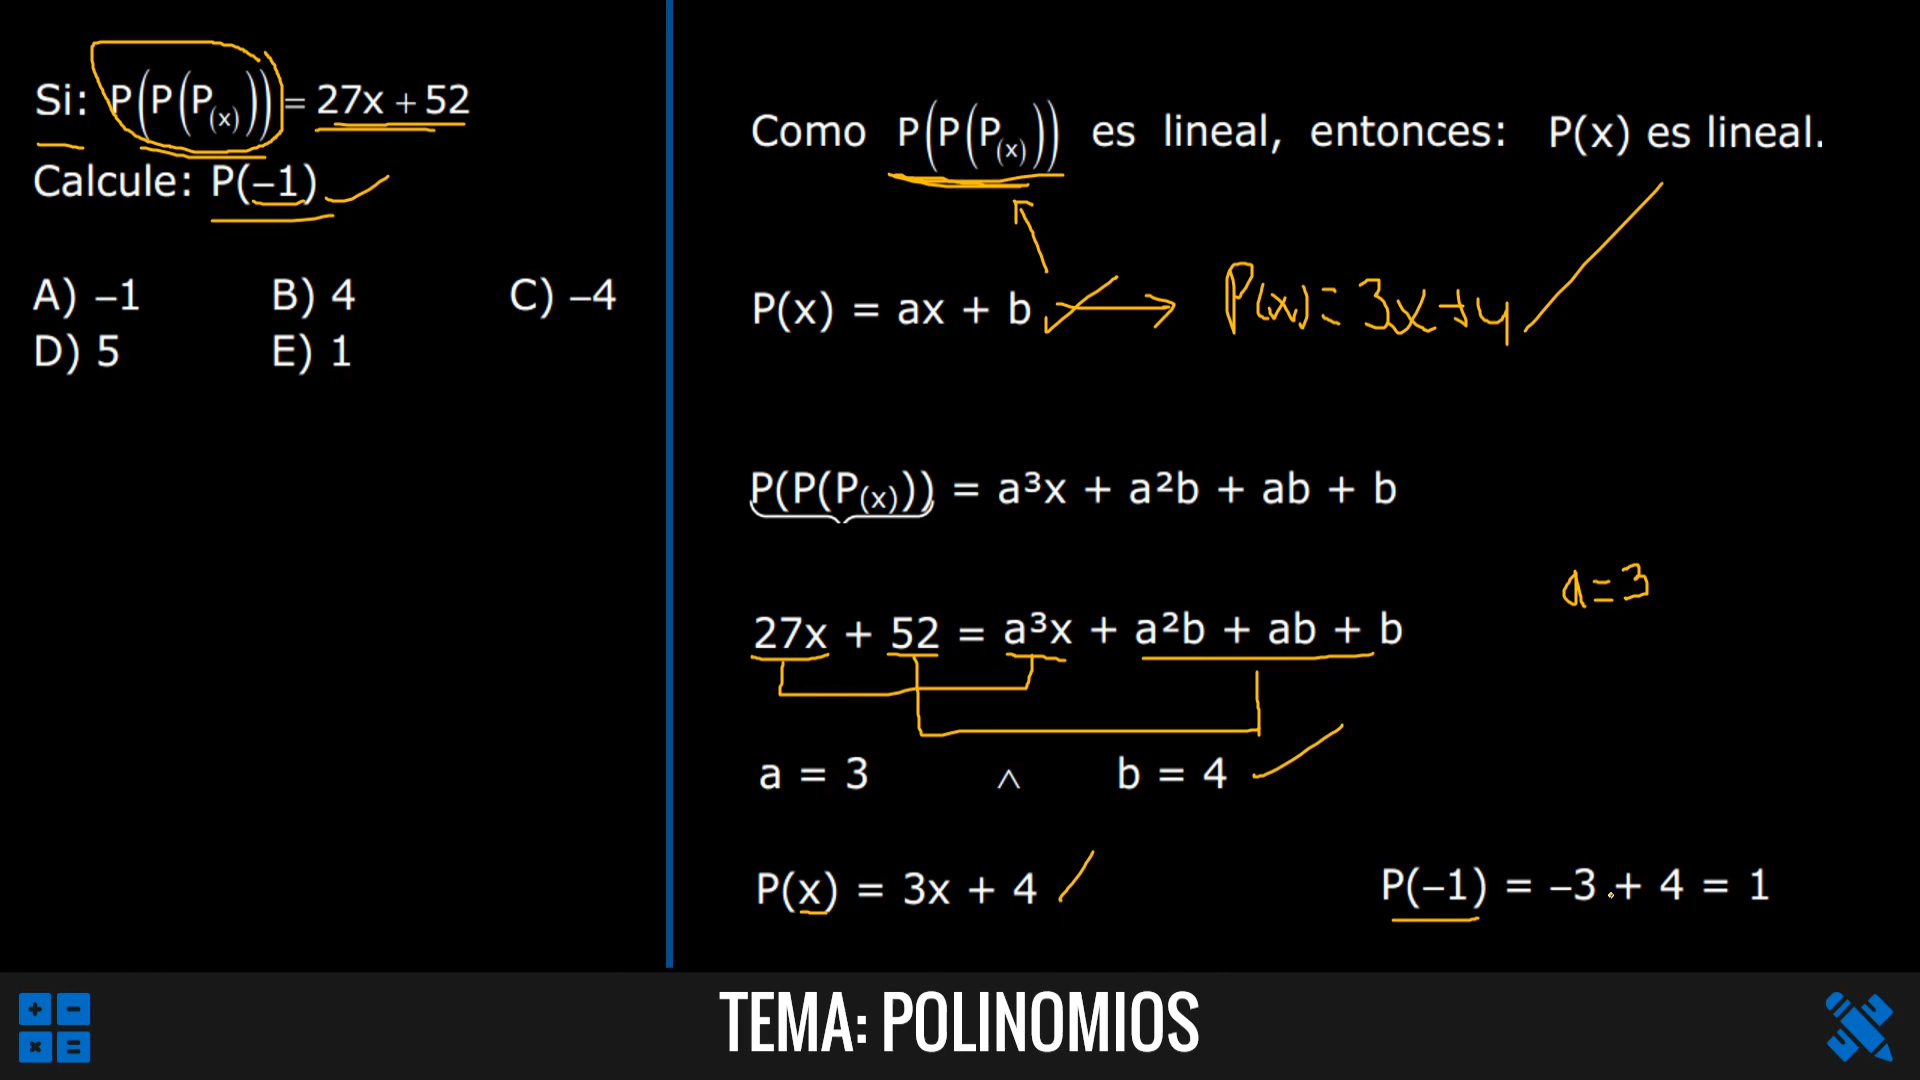 Si: P(P(P(x))) = 27x + 52
Calcule: P(–1)
A) –1 B) 4 C) –4
D) 5 E) 1
Como P(P(P(x))) es lineal, entonces: P(x) es lineal.
P(x) = ax + b
P(x) = 3x + 4
P(P(P(x))) = a³x + a²b + ab + b
a = 3
27x + 52 = a³x + a²b + ab + b
a = 3 ∧ b = 4
P(x) = 3x + 4
P(–1) = –3 + 4 = 1
TEMA: POLINOMIOS